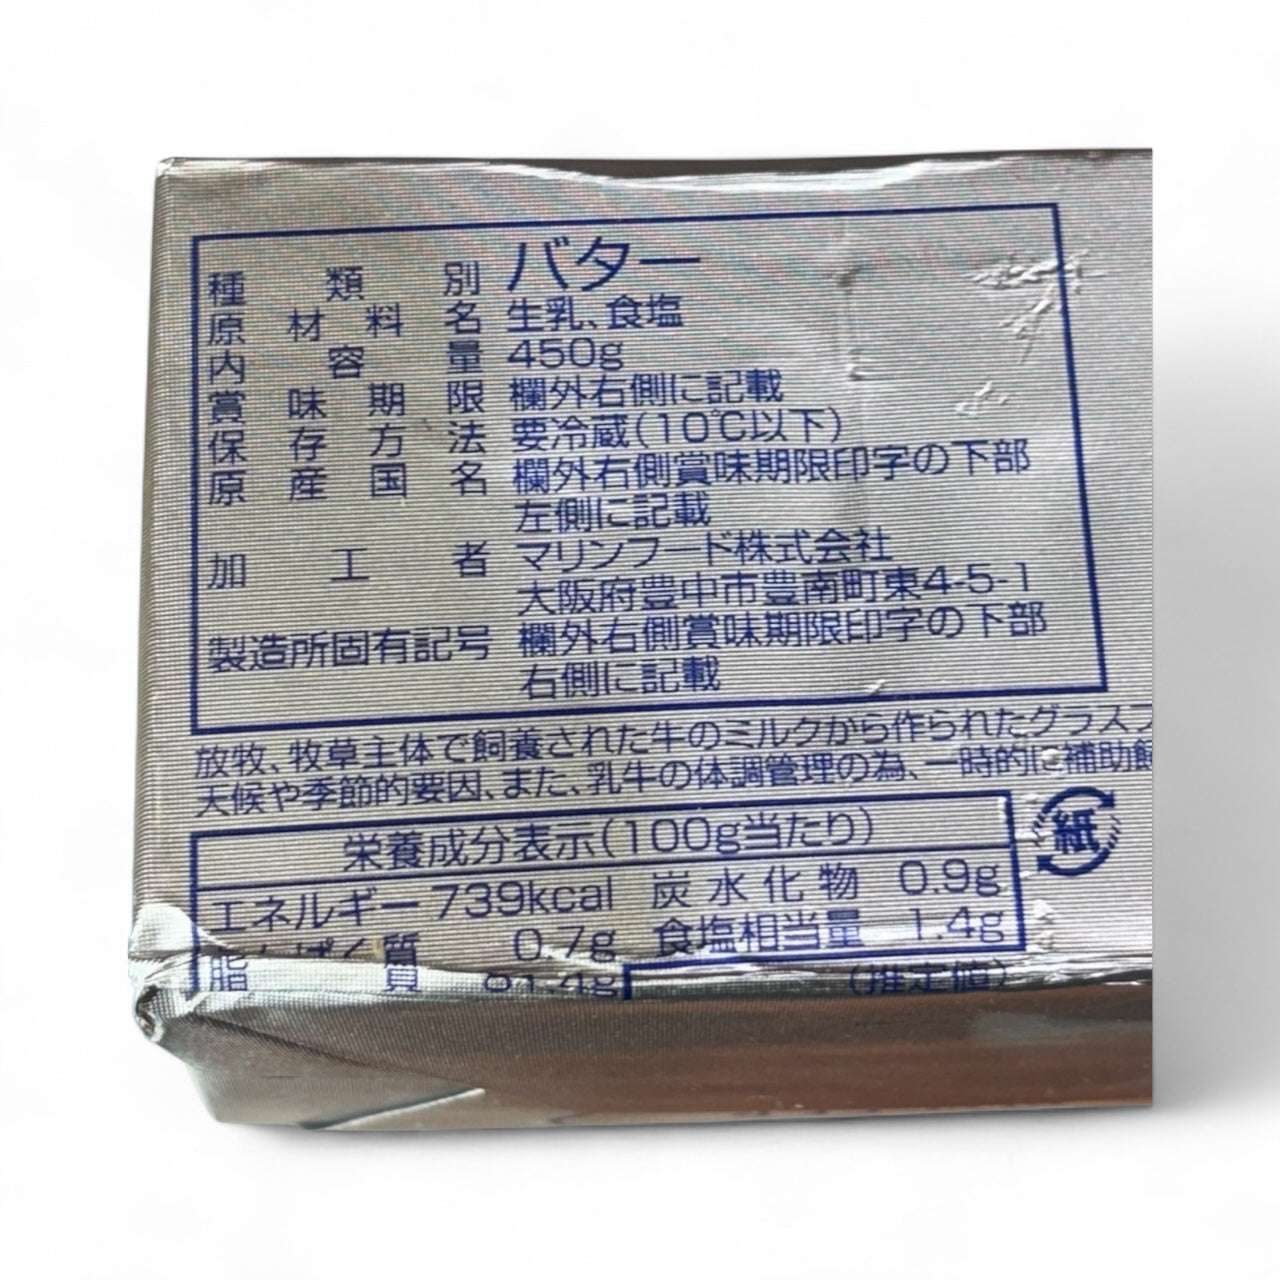 種類別 バター
原材料名 生乳、食塩
内容量 450g
賞味期限 欄外右側に記載
保存方法 要冷蔵(10℃以下)
原産国名 欄外右側賞味期限印字の下部
左側に記載
加工者 マリンフード株式会社
大阪府豊中市豊南町東4-5-1
製造所固有記号 欄外右側賞味期限印字の下部
右側に記載
放牧、牧草主体で飼養された牛のミルクから作られたグラス
天候や季節的要因、また、乳牛の体調管理の為、一時的に補助
紙
栄養成分表示(100g当たり)
エネルギー 739kcal 炭水化物 0.9g
たんぱく質 0.7g 食塩相当量 1.4g
脂質 81.4g (推定値)